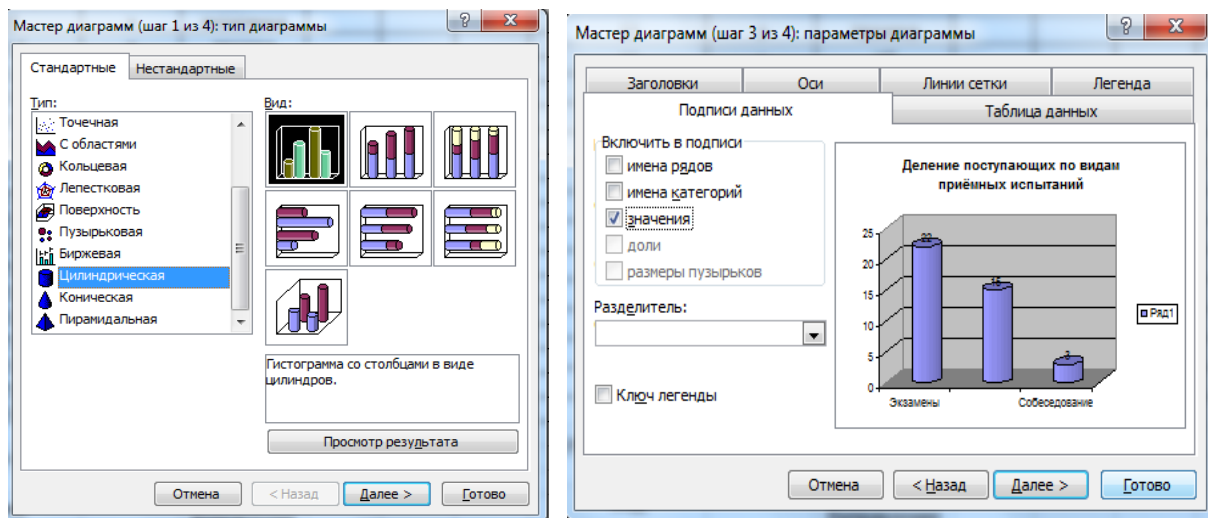 Мастер диаграмм (шаг 1 из 4): тип диаграммы
Стандартные
Нестандартные
Тип:
Точечная
С областями
Кольцевая
Лепестковая
Поверхность
Пузырьковая
Биржевая
Цилиндрическая
Коническая
Пирамидальная
Вид:
Гистограмма со столбцами в виде
цилиндров.
Просмотр результата
Отмена
< Назад
Далее >
Готово
Мастер диаграмм (шаг 3 из 4): параметры диаграммы
Заголовки
Оси
Линии сетки
Легенда
Подписи данных
Таблица данных
Включить в подписи
имена рядов
имена категорий
значения
доли
размеры пузырьков
Разделитель:
Ключ легенды
Деление поступающих по видам
приёмных испытаний
25
20
15
10
5
0
22
15
Экзамены
Собеседование
Ряд1
Отмена
< Назад
Далее >
Готово